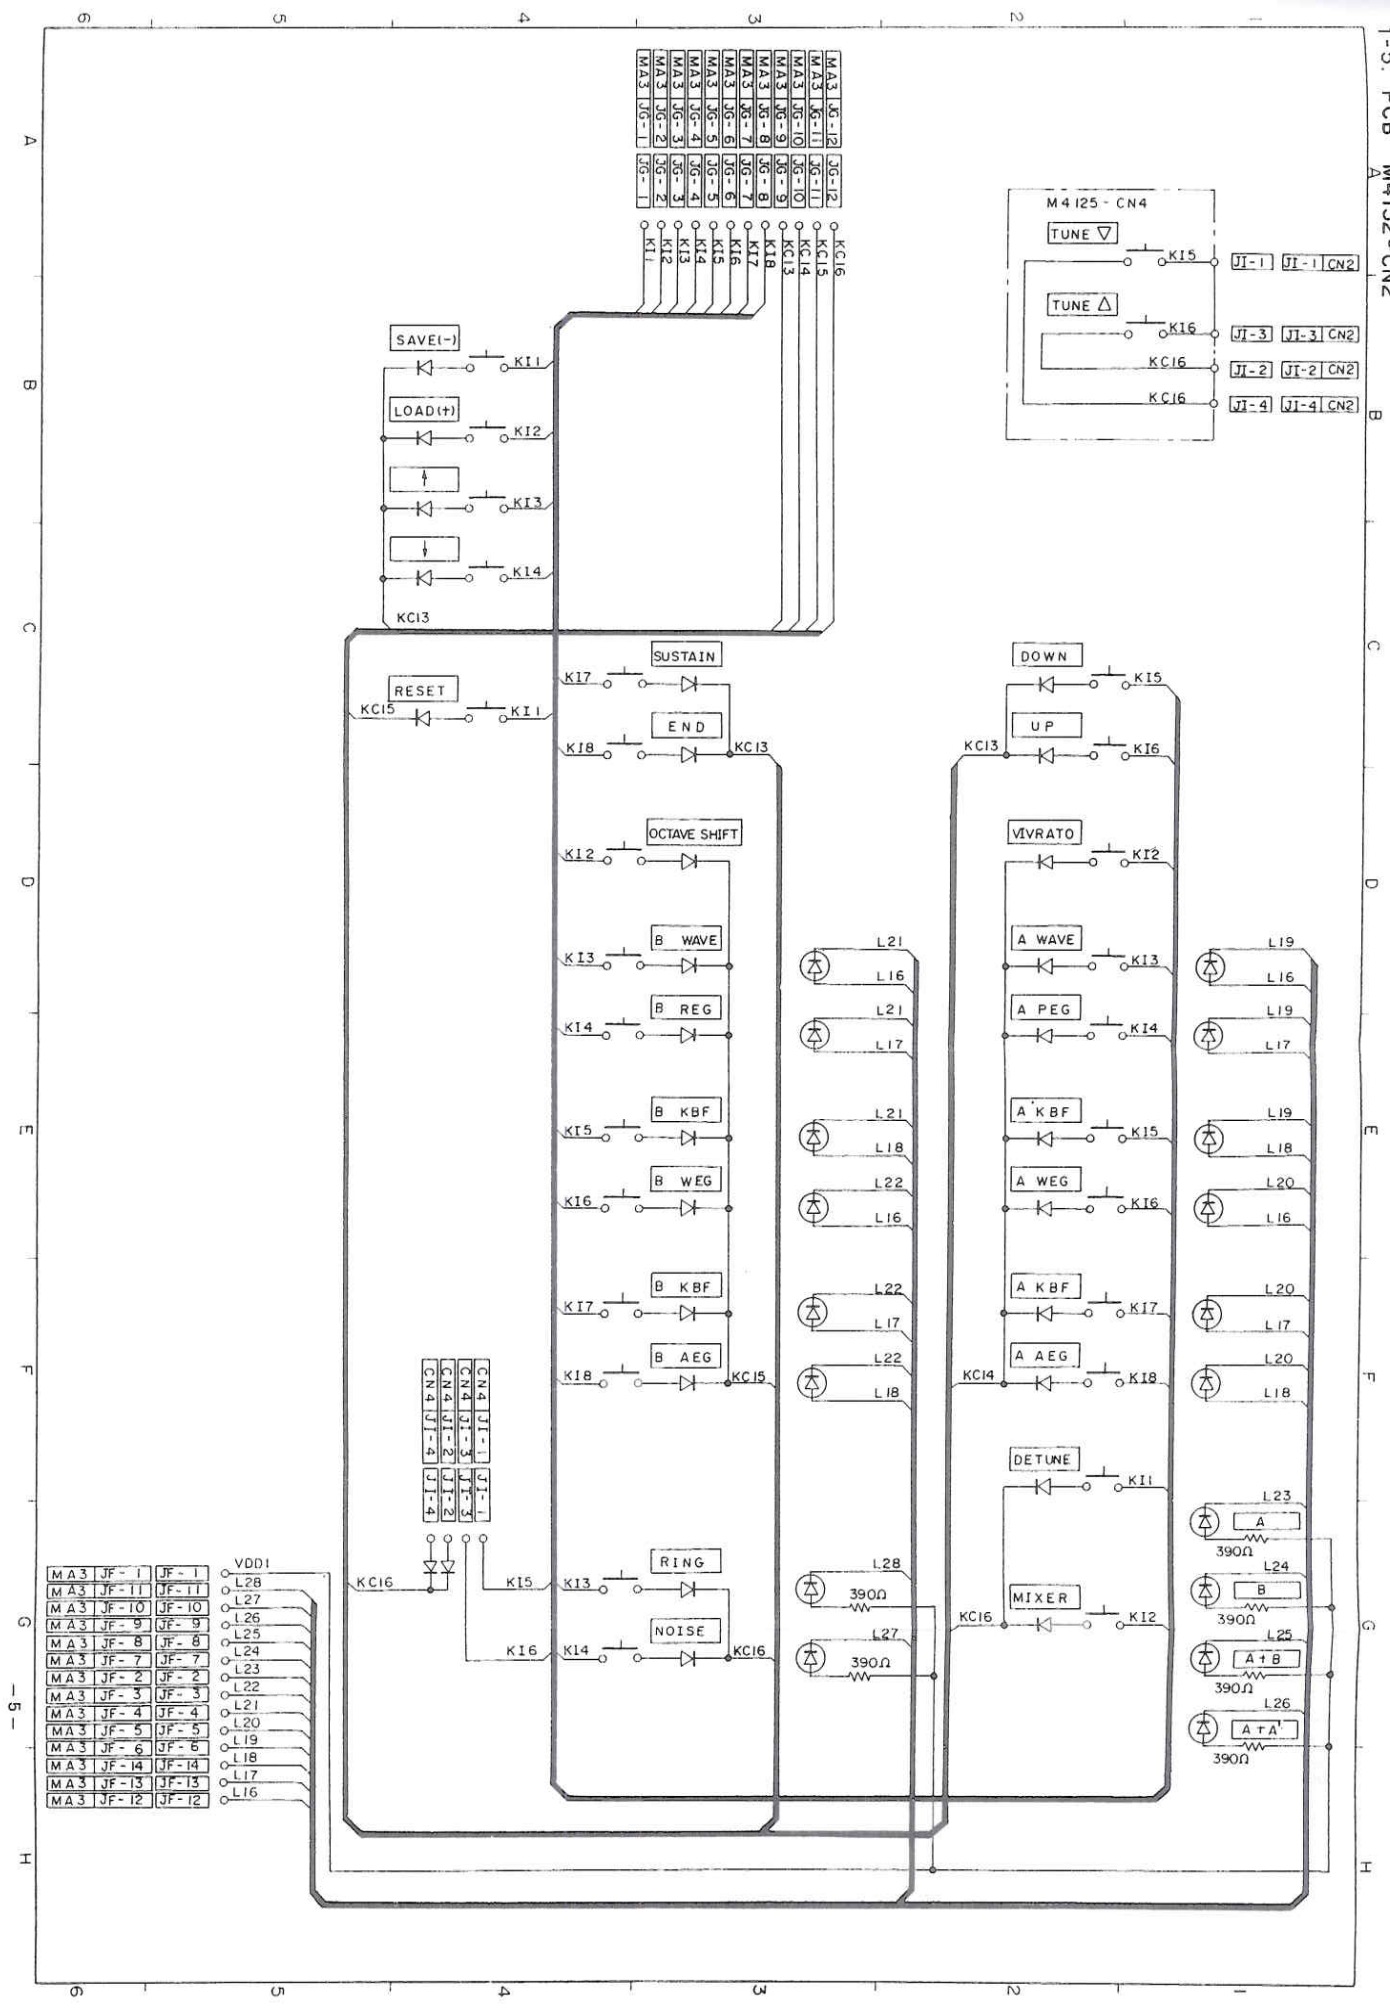 6 5 4 3 2 1
1-5. PCB M4132-CN2
A
A
B
B
C
C
D
D
E
E
F
F
G
G
H
H
MA3 JG-12 JG-12 KC16
MA3 JG-11 JG-11 KC15
MA3 JG-10 JG-10 KC14
MA3 JG-9 JG-9 KC13
MA3 JG-8 JG-8 KI8
MA3 JG-7 JG-7 KI7
MA3 JG-6 JG-6 KI6
MA3 JG-5 JG-5 KI5
MA3 JG-4 JG-4 KI4
MA3 JG-3 JG-3 KI3
MA3 JG-2 JG-2 KI2
MA3 JG-1 JG-1 KI1
M4125-CN4
TUNE ▽
KI5 JI-1 JI-1 CN2
TUNE △
KI6 JI-3 JI-3 CN2
KC16 JI-2 JI-2 CN2
KC16 JI-4 JI-4 CN2
SAVE(-)
KI1
LOAD(+)
KI2
↑
KI3
↓
KI4
KC13
RESET
KC15 KI1
SUSTAIN
KI7
END
KI8 KC13
OCTAVE SHIFT
KI2
B WAVE
KI3
B REG
KI4
B KBF
KI5
B WEG
KI6
B KBF
KI7
B AEG
KI8 KC15
RING
KI3
NOISE
KI4 KC16
L21
L16
L21
L17
L21
L18
L22
L16
L22
L17
L22
L18
L28
390Ω
L27
390Ω
DOWN
KI5
UP
KC13 KI6
VIVRATO
KI2
A WAVE
KI3
A PEG
KI4
A KBF
KI5
A WEG
KI6
A KBF
KI7
A AEG
KC14 KI8
DETUNE
KI1
MIXER
KC16 KI2
L19
L16
L19
L17
L19
L18
L20
L16
L20
L17
L20
L18
L23
A
390Ω
L24
B
390Ω
L25
A+B
390Ω
L26
A+A'
390Ω
CN4 JI-1 JI-1
CN4 JI-3 JI-3
CN4 JI-2 JI-2
CN4 JI-4 JI-4
KC16 KI5
KI6
MA3 JF-1 JF-1 VDD1
MA3 JF-11 JF-11 L28
MA3 JF-10 JF-10 L27
MA3 JF-9 JF-9 L26
MA3 JF-8 JF-8 L25
MA3 JF-7 JF-7 L24
MA3 JF-2 JF-2 L23
MA3 JF-3 JF-3 L22
MA3 JF-4 JF-4 L21
MA3 JF-5 JF-5 L20
MA3 JF-6 JF-6 L19
MA3 JF-14 JF-14 L18
MA3 JF-13 JF-13 L17
MA3 JF-12 JF-12 L16
-5-
6 5 4 3 2 1